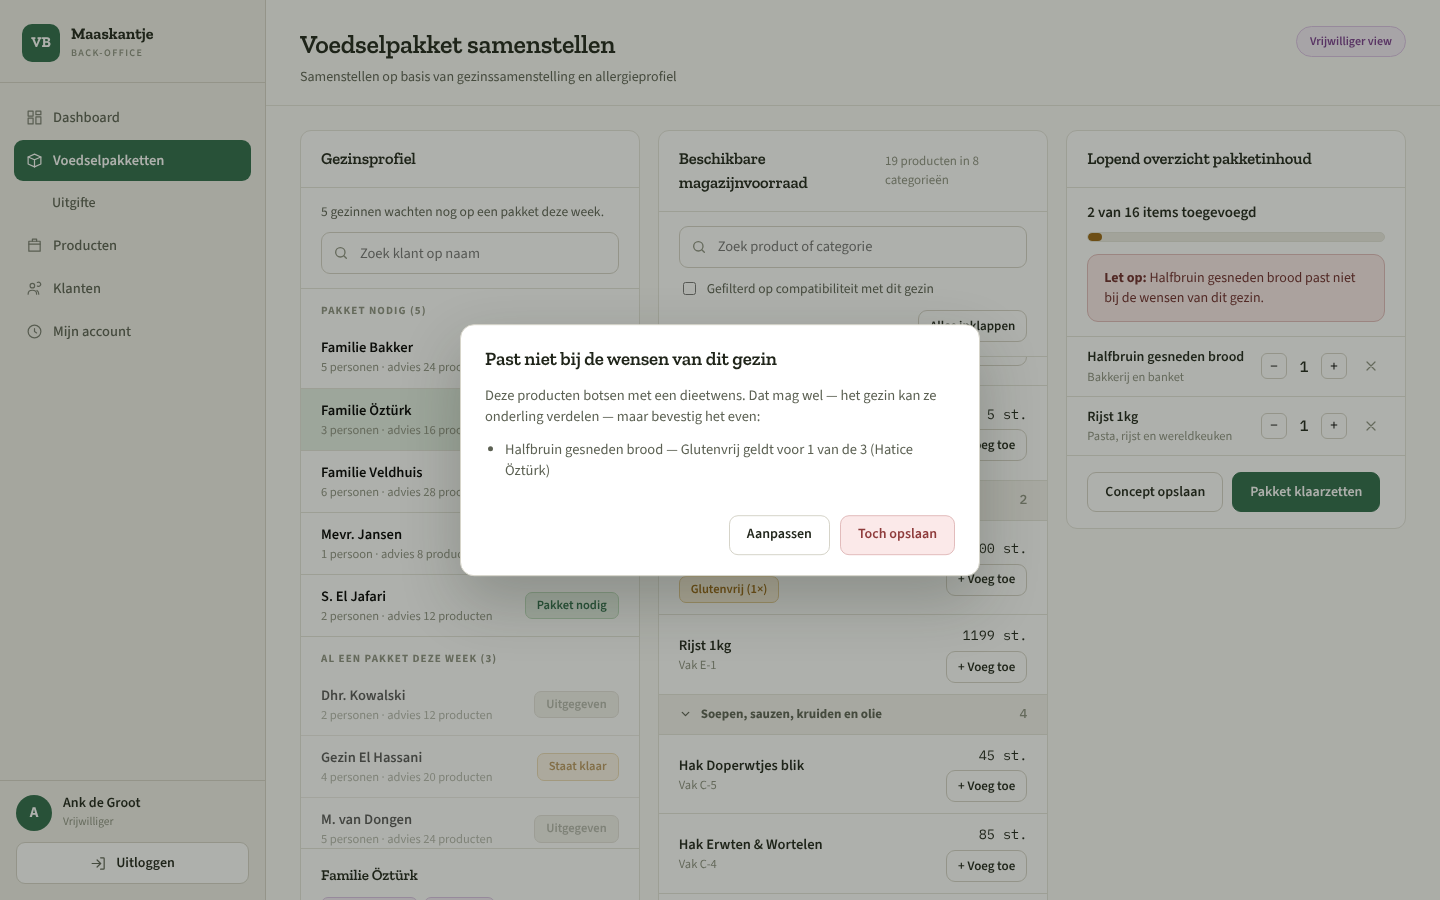 VB
Maaskantje
BACK-OFFICE
Dashboard
Voedselpakketten
Uitgifte
Producten
Klanten
Mijn account
A
Ank de Groot
Vrijwilliger
Uitloggen
Voedselpakket samenstellen
Samenstellen op basis van gezinssamenstelling en allergieprofiel
Vrijwilliger view
Gezinsprofiel
5 gezinnen wachten nog op een pakket deze week.
Zoek klant op naam
PAKKET NODIG (5)
Familie Bakker
5 personen · advies 24
Familie Öztürk
3 personen · advies 16
Familie Veldhuis
6 personen · advies 28
Mevr. Jansen
1 persoon · advies 8
S. El Jafari
2 personen · advies 12 producten
Pakket nodig
AL EEN PAKKET DEZE WEEK (3)
Dhr. Kowalski
2 personen · advies 12 producten
Uitgegeven
Gezin El Hassani
4 personen · advies 20 producten
Staat klaar
M. van Dongen
5 personen · advies 24 producten
Uitgegeven
Familie Öztürk
Beschikbare
magazijnvoorraad
19 producten in 8
categorieën
Zoek product of categorie
Gefilterd op compatibiliteit met dit gezin
5 st.
toe
2
st.
+ Voeg toe
Glutenvrij (1×)
Rijst 1kg
Vak E-1
1199 st.
+ Voeg toe
Soepen, sauzen, kruiden en olie
4
Hak Doperwtjes blik
Vak C-5
45 st.
+ Voeg toe
Hak Erwten & Wortelen
Vak C-4
85 st.
+ Voeg toe
Past niet bij de wensen van dit gezin
Deze producten botsen met een dieetwens. Dat mag wel — het gezin kan ze
onderling verdelen — maar bevestig het even:
• Halfbruin gesneden brood — Glutenvrij geldt voor 1 van de 3 (Hatice
Öztürk)
Aanpassen
Toch opslaan
Lopend overzicht pakketinhoud
2 van 16 items toegevoegd
Let op: Halfbruin gesneden brood past niet
bij de wensen van dit gezin.
Halfbruin gesneden brood
Bakkerij en banket
− 1 + ×
Rijst 1kg
Pasta, rijst en wereldkeuken
− 1 + ×
Concept opslaan
Pakket klaarzetten